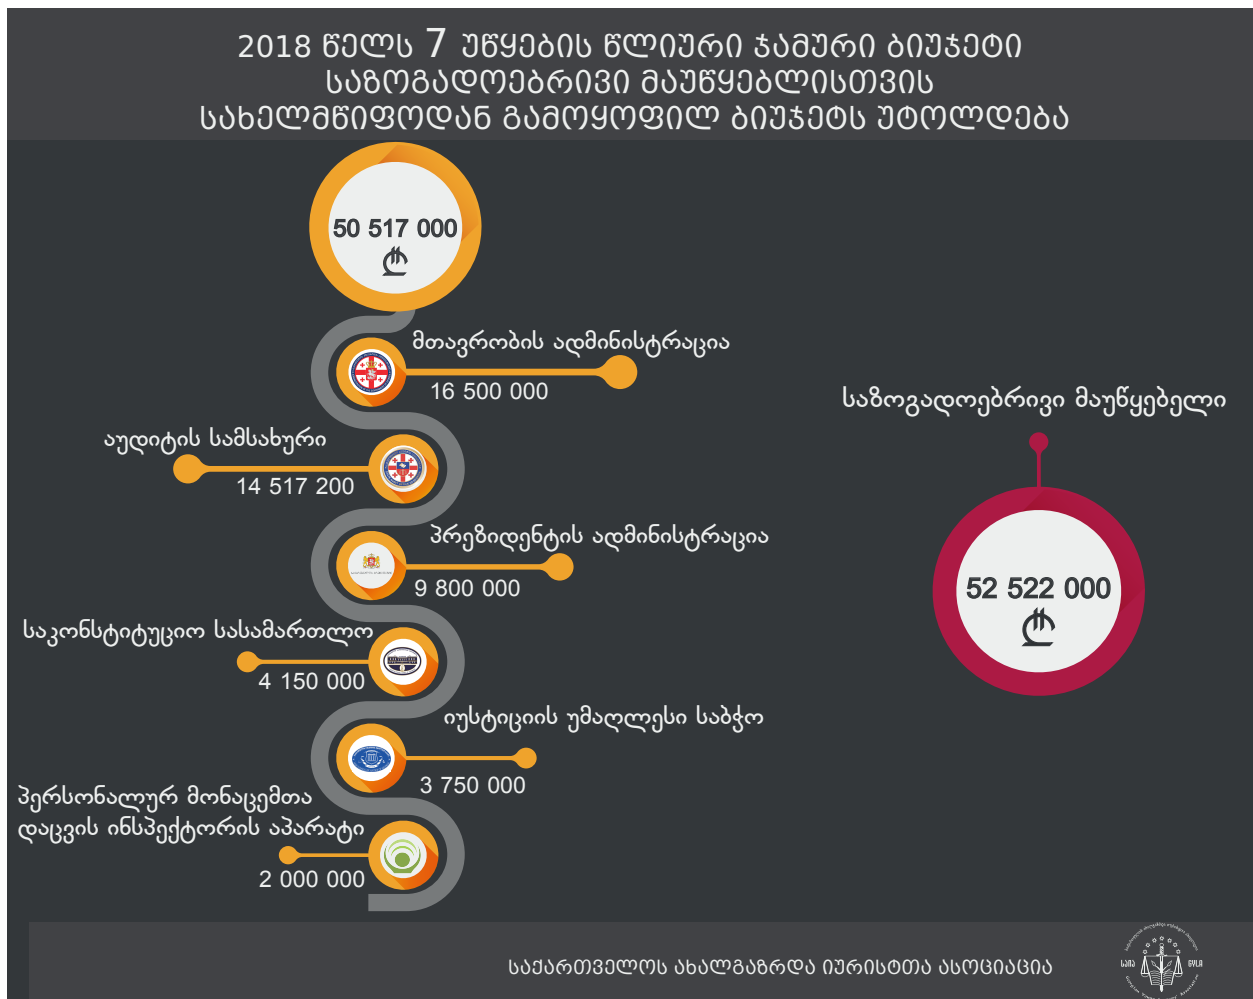 2018 წელს 7 უწყების წლიური ჯამური ბიუჯეტი
საზოგადოებრივი მაუწყებლისთვის
სახელმწიფოდან გამოყოფილ ბიუჯეტს უტოლდება
50 517 000
₾
მთავრობის ადმინისტრაცია
16 500 000
აუდიტის სამსახური
14 517 200
პრეზიდენტის ადმინისტრაცია
9 800 000
საკონსტიტუციო სასამართლო
4 150 000
იუსტიციის უმაღლესი საბჭო
3 750 000
პერსონალურ მონაცემთა
დაცვის ინსპექტორის აპარატი
2 000 000
საზოგადოებრივი მაუწყებელი
52 522 000
₾
საქართველოს ახალგაზრდა იურისტთა ასოციაცია